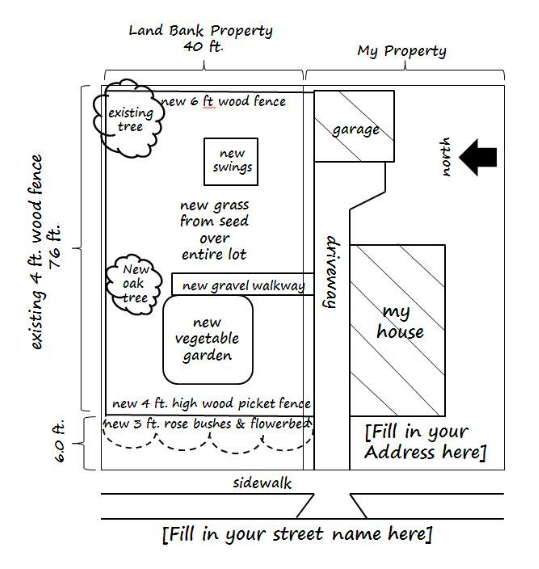 Land Bank Property
40 ft.
My Property
existing
tree
new 6 ft wood fence
garage
north
new
swings
new grass
from seed
over
entire lot
existing 4 ft. wood fence
76 ft.
driveway
New
oak
tree
new gravel walkway
new
vegetable
garden
my
house
new 4 ft. high wood picket fence
new 3 ft. rose bushes & flowerbed
6.0 ft.
[Fill in your
Address here]
sidewalk
[Fill in your street name here]